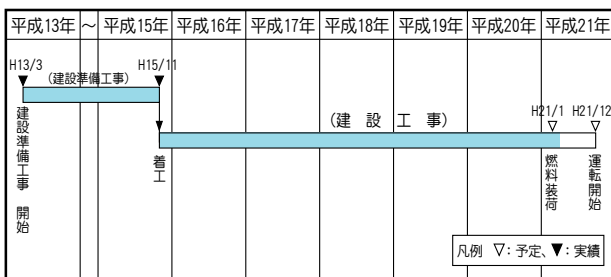 平成13年 ～ 平成15年 平成16年 平成17年 平成18年 平成19年 平成20年 平成21年
H13/3 H15/11
(建設準備工事)
建設準備工事 開始
着工
(建設工事)
H21/1 H21/12
燃料装荷
運転開始
凡例 ▽:予定、▼:実績